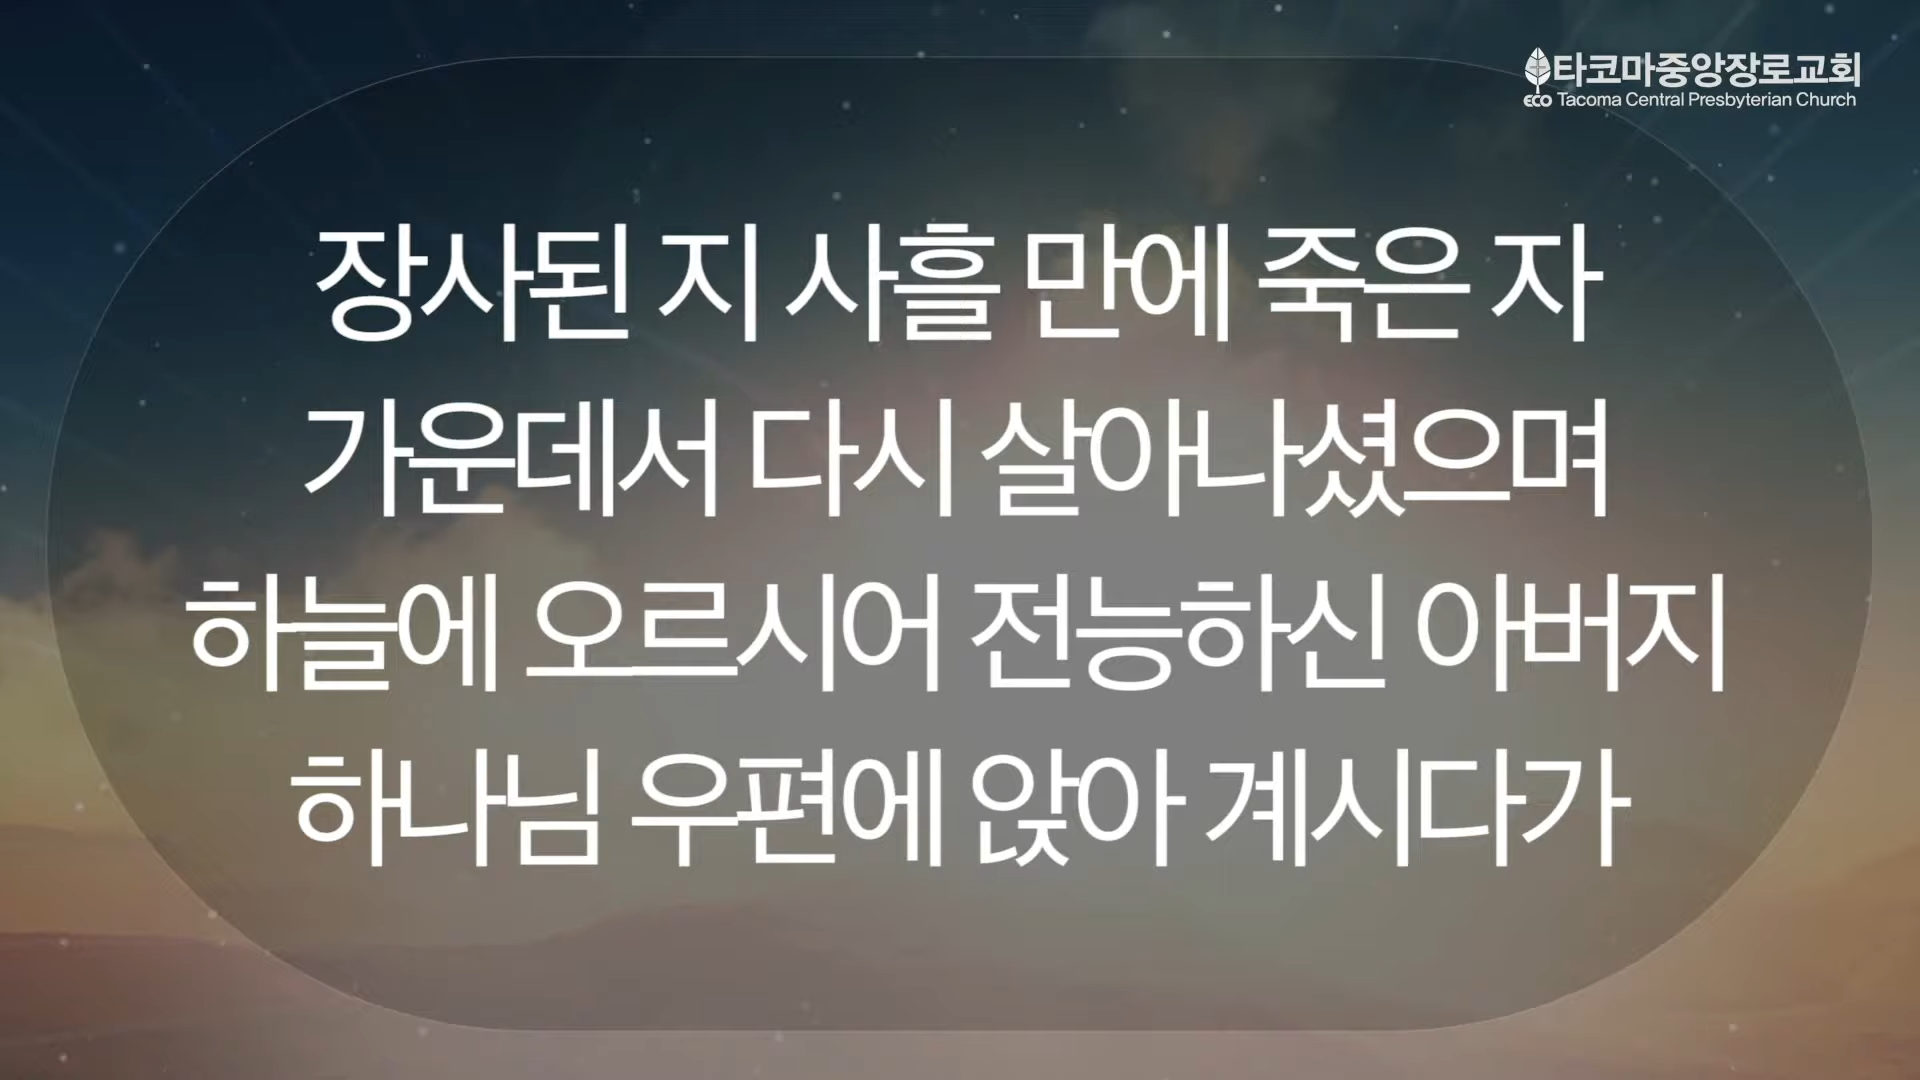 타코마중앙장로교회
ECO Tacoma Central Presbyterian Church
장사된 지 사흘 만에 죽은 자
가운데서 다시 살아나셨으며
하늘에 오르시어 전능하신 아버지
하나님 우편에 앉아 계시다가